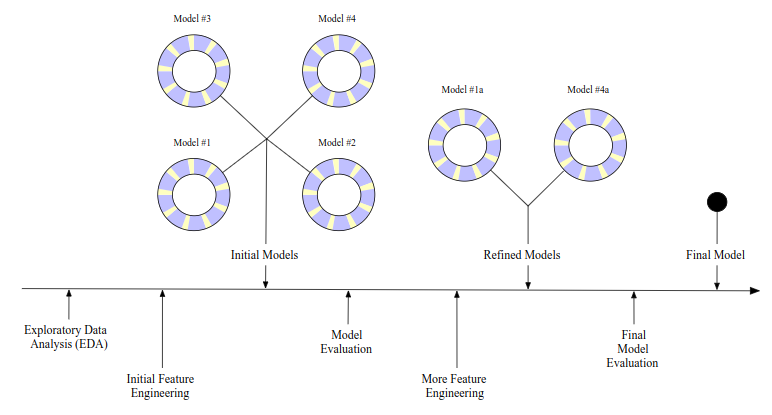 Model #3
Model #4
Model #1a
Model #4a
Model #1
Model #2
Initial Models
Refined Models
Final Model
Exploratory Data
Analysis (EDA)
Model
Evaluation
Final
Model
Evaluation
Initial Feature
Engineering
More Feature
Engineering